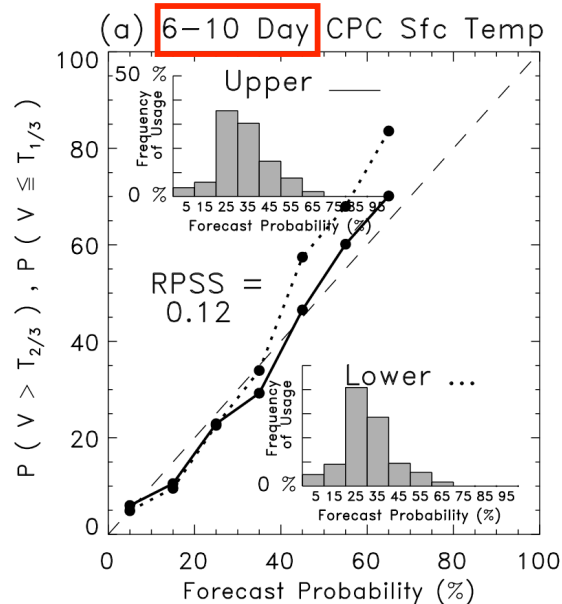 (a) 6-10 Day CPC Sfc Temp
P ( V > T2/3 ) , P ( V ≦ T1/3 )
100
80
60
40
20
0
50 %
Upper
Frequency
of Usage
0 %
5 15 25 35 45 55 65 75 85 95
Forecast Probability (%)
RPSS =
0.12
Lower ...
Frequency
of Usage
0 %
5 15 25 35 45 55 65 75 85 95
Forecast Probability (%)
0 20 40 60 80 100
Forecast Probability (%)